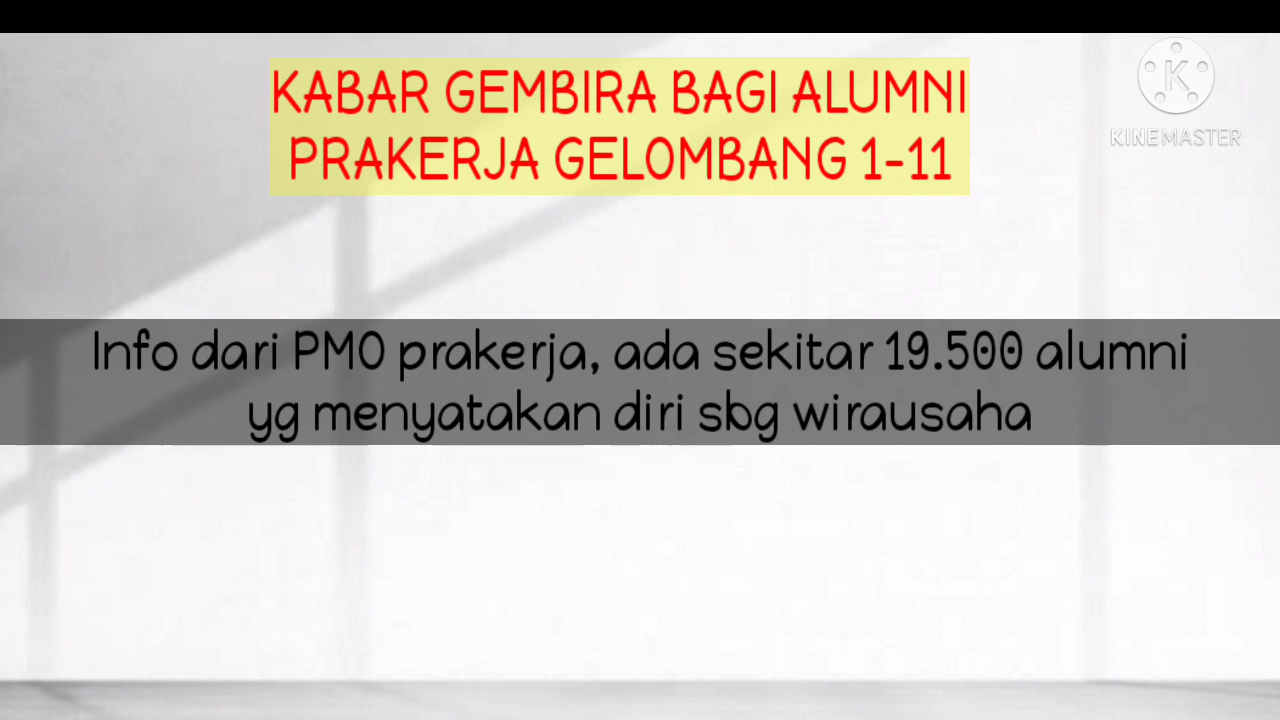 KABAR GEMBIRA BAGI ALUMNI
PRAKERJA GELOMBANG 1-11
K
KINEMASTER
Info dari PMO prakerja, ada sekitar 19.500 alumni
yg menyatakan diri sbg wirausaha